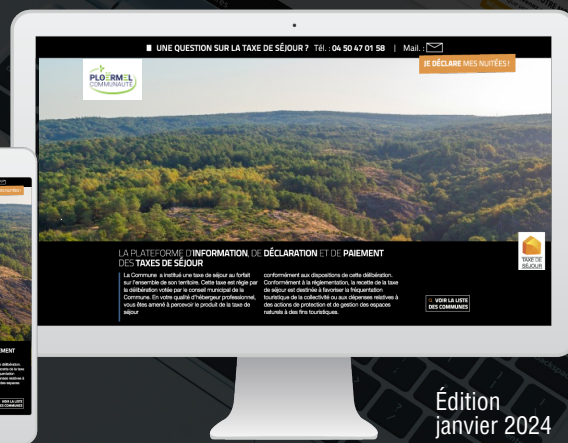 UNE QUESTION SUR LA TAXE DE SÉJOUR ? Tél. : 04 50 47 01 58 | Mail. :
JE DÉCLARE MES NUITÉES !
PLOERMEL
COMMUNAUTÉ
LA PLATEFORME D'INFORMATION, DE DÉCLARATION ET DE PAIEMENT
DES TAXES DE SÉJOUR
La Commune a institué une taxe de séjour au forfait
sur l'ensemble de son territoire. Cette taxe est régie par
la délibération votée par le conseil municipal de la
Commune. En votre qualité d'hébergeur professionnel,
vous êtes amené à percevoir le produit de la taxe de
séjour
conformément aux dispositions de cette délibération.
Conformément à la réglementation, la recette de la taxe
de séjour est destinée à favoriser la fréquentation
touristique de la collectivité ou aux dépenses relatives à
des actions de protection et de gestion des espaces
naturels à des fins touristiques.
TAXE DE
SÉJOUR
VOIR LA LISTE
DES COMMUNES
Édition
janvier 2024